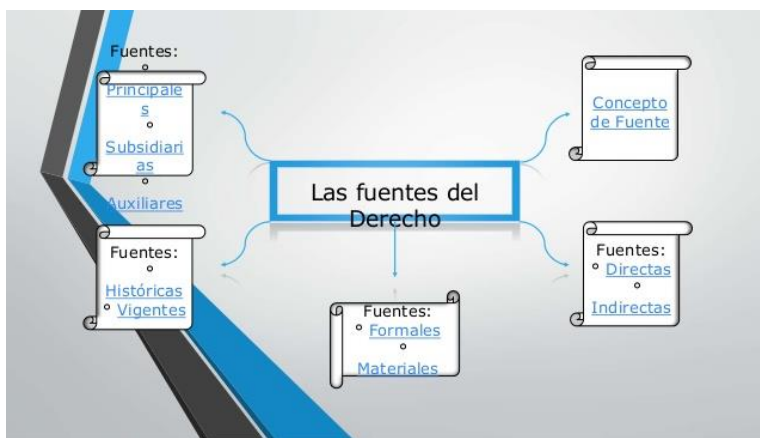 Fuentes:
Principale
s
Subsidiari
as
Auxiliares
Concepto
de Fuente
Las fuentes del
Derecho
Fuentes:
Históricas
Vigentes
Fuentes:
Formales
Materiales
Fuentes:
Directas
Indirectas